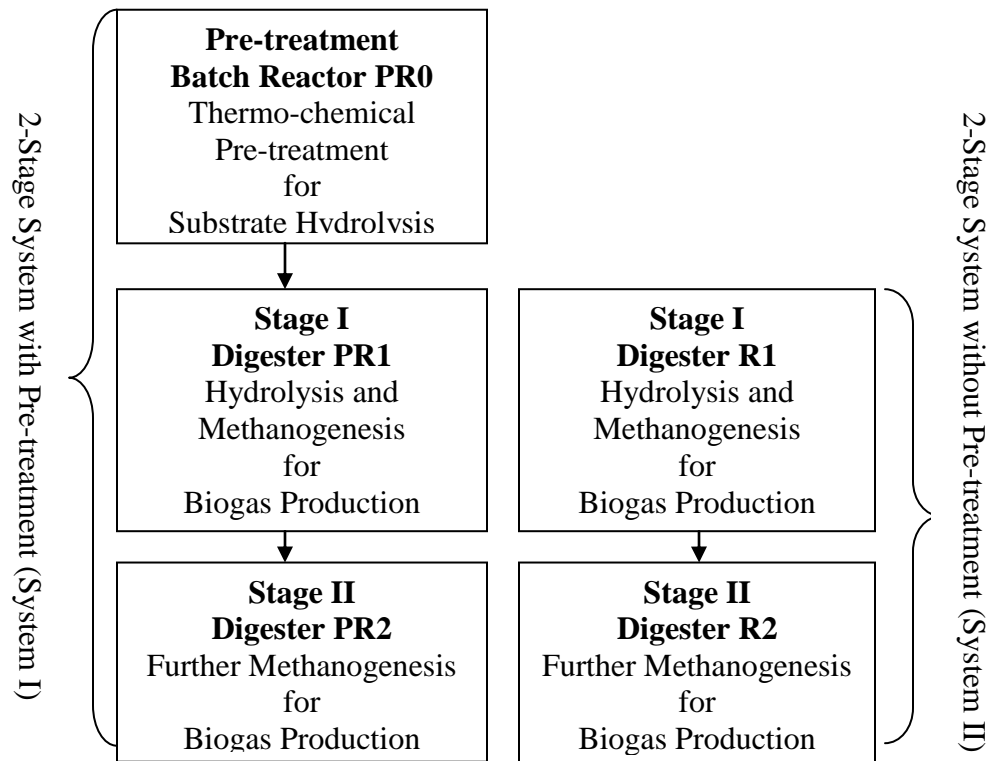 2-Stage System with Pre-treatment (System I)
Pre-treatment
Batch Reactor PR0
Thermo-chemical
Pre-treatment
for
Substrate Hydrolysis
Stage I
Digester PR1
Hydrolysis and
Methanogenesis
for
Biogas Production
Stage II
Digester PR2
Further Methanogenesis
for
Biogas Production
Stage I
Digester R1
Hydrolysis and
Methanogenesis
for
Biogas Production
Stage II
Digester R2
Further Methanogenesis
for
Biogas Production
2-Stage System without Pre-treatment (System II)